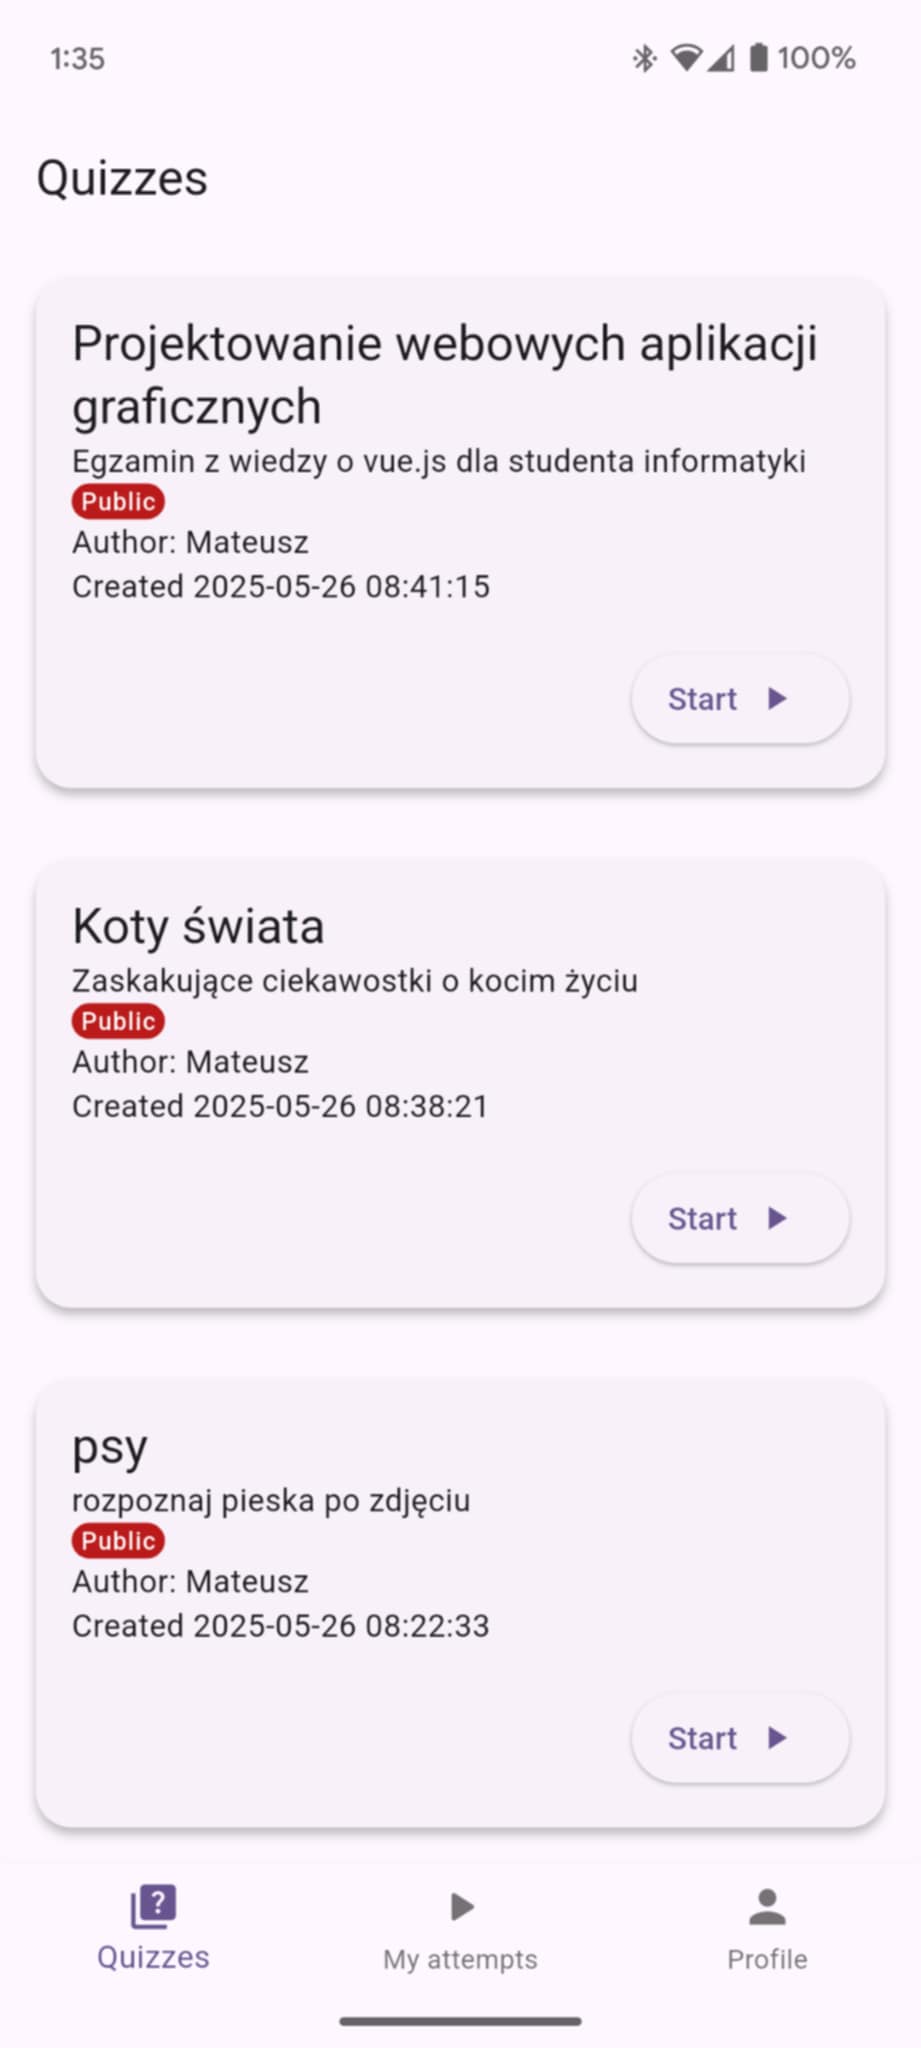 1:35
100%
Quizzes
Projektowanie webowych aplikacji
graficznych
Egzamin z wiedzy o vue.js dla studenta informatyki
Public
Author: Mateusz
Created 2025-05-26 08:41:15
Start
Koty świata
Zaskakujące ciekawostki o kocim życiu
Public
Author: Mateusz
Created 2025-05-26 08:38:21
Start
psy
rozpoznaj pieska po zdjęciu
Public
Author: Mateusz
Created 2025-05-26 08:22:33
Start
?
Quizzes
My attempts
Profile